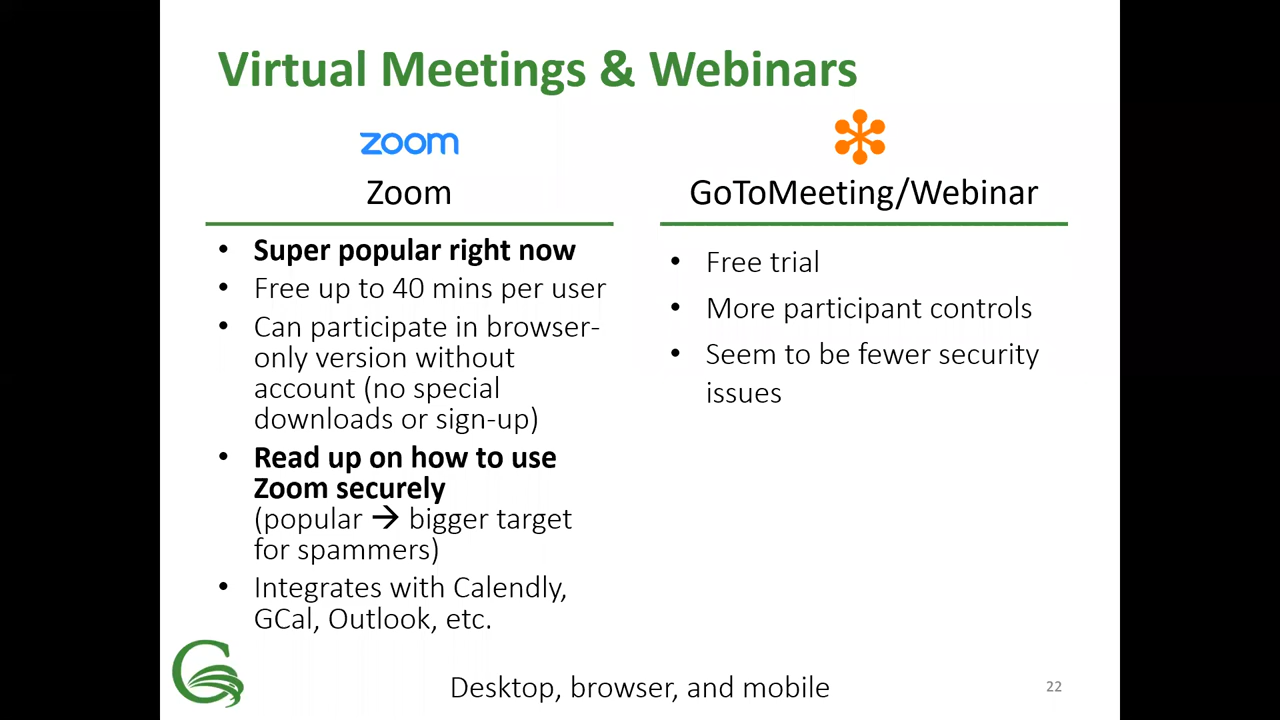 Virtual Meetings & Webinars
zoom
Zoom
• Super popular right now
• Free up to 40 mins per user
• Can participate in browser-
only version without
account (no special
downloads or sign-up)
• Read up on how to use
Zoom securely
(popular → bigger target
for spammers)
• Integrates with Calendly,
GCal, Outlook, etc.
GoToMeeting/Webinar
• Free trial
• More participant controls
• Seem to be fewer security
issues
Desktop, browser, and mobile
22